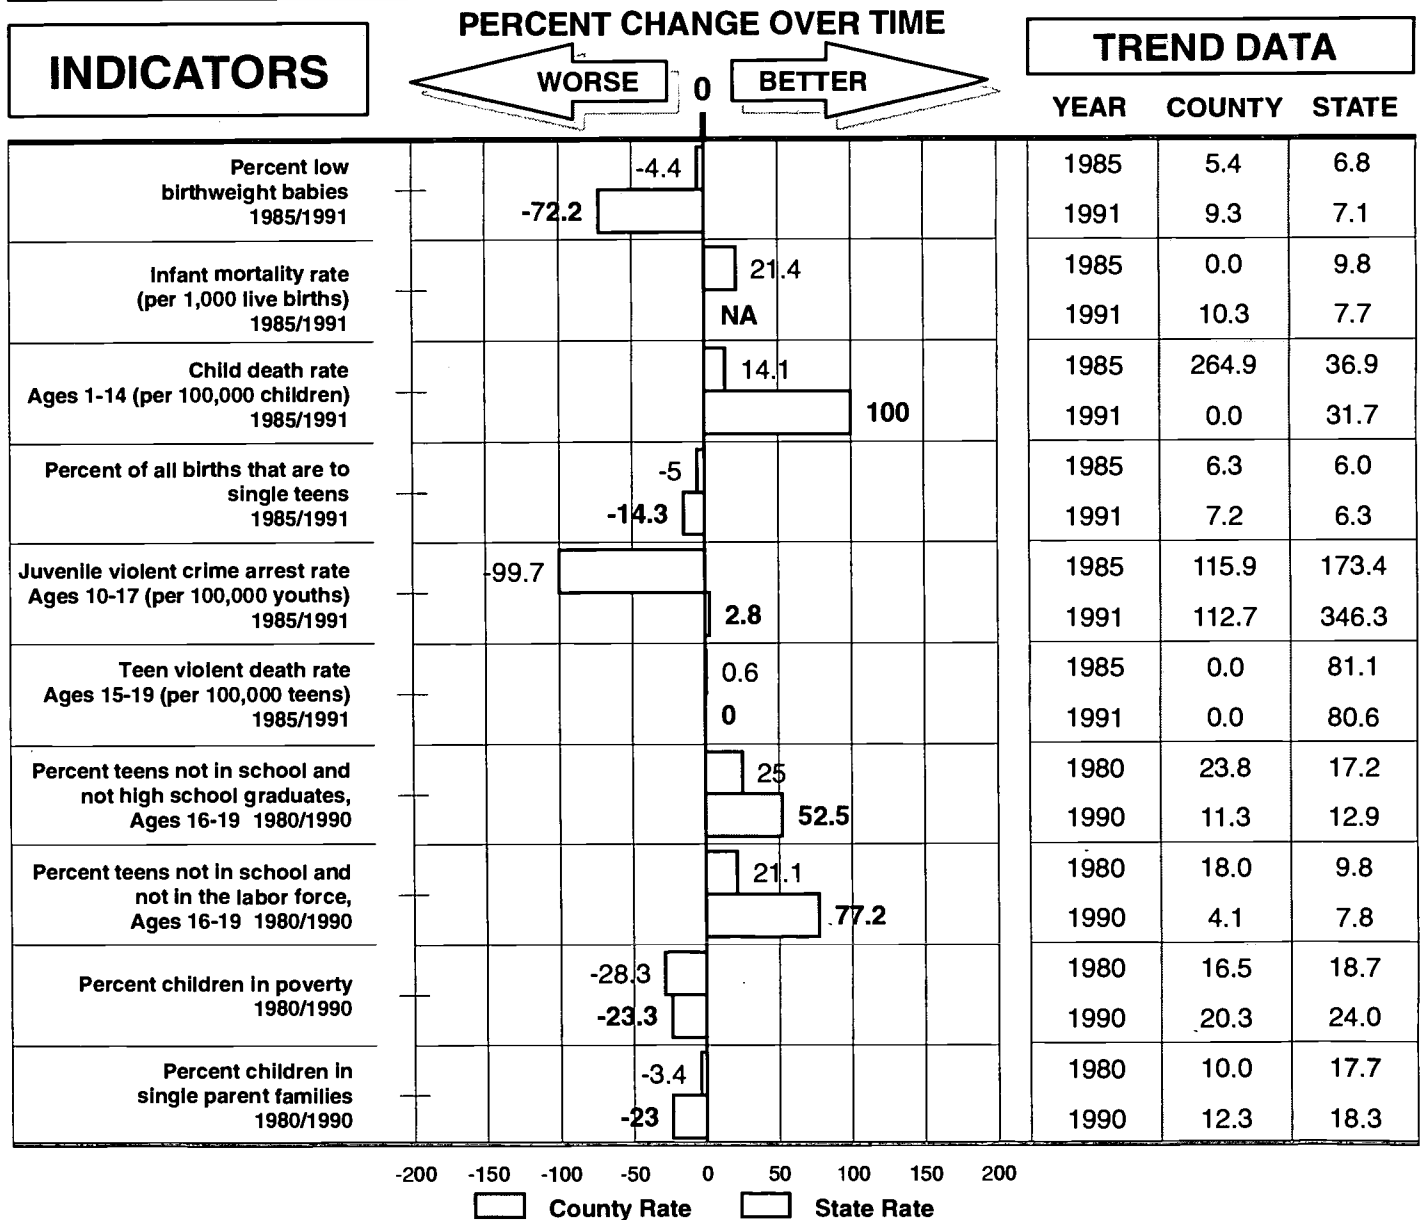 PERCENT CHANGE OVER TIME
INDICATORS
WORSE
0
BETTER
TREND DATA
YEAR COUNTY STATE
Percent low
birthweight babies
1985/1991
-4.4
-72.2
1985 5.4 6.8
1991 9.3 7.1
Infant mortality rate
(per 1,000 live births)
1985/1991
21.4
NA
1985 0.0 9.8
1991 10.3 7.7
Child death rate
Ages 1-14 (per 100,000 children)
1985/1991
14.1
100
1985 264.9 36.9
1991 0.0 31.7
Percent of all births that are to
single teens
1985/1991
-5
-14.3
1985 6.3 6.0
1991 7.2 6.3
Juvenile violent crime arrest rate
Ages 10-17 (per 100,000 youths)
1985/1991
-99.7
2.8
1985 115.9 173.4
1991 112.7 346.3
Teen violent death rate
Ages 15-19 (per 100,000 teens)
1985/1991
0.6
0
1985 0.0 81.1
1991 0.0 80.6
Percent teens not in school and
not high school graduates,
Ages 16-19 1980/1990
25
52.5
1980 23.8 17.2
1990 11.3 12.9
Percent teens not in school and
not in the labor force,
Ages 16-19 1980/1990
21.1
77.2
1980 18.0 9.8
1990 4.1 7.8
Percent children in poverty
1980/1990
-28.3
-23.3
1980 16.5 18.7
1990 20.3 24.0
Percent children in
single parent families
1980/1990
-3.4
-23
1980 10.0 17.7
1990 12.3 18.3
-200 -150 -100 -50 0 50 100 150 200
County Rate State Rate